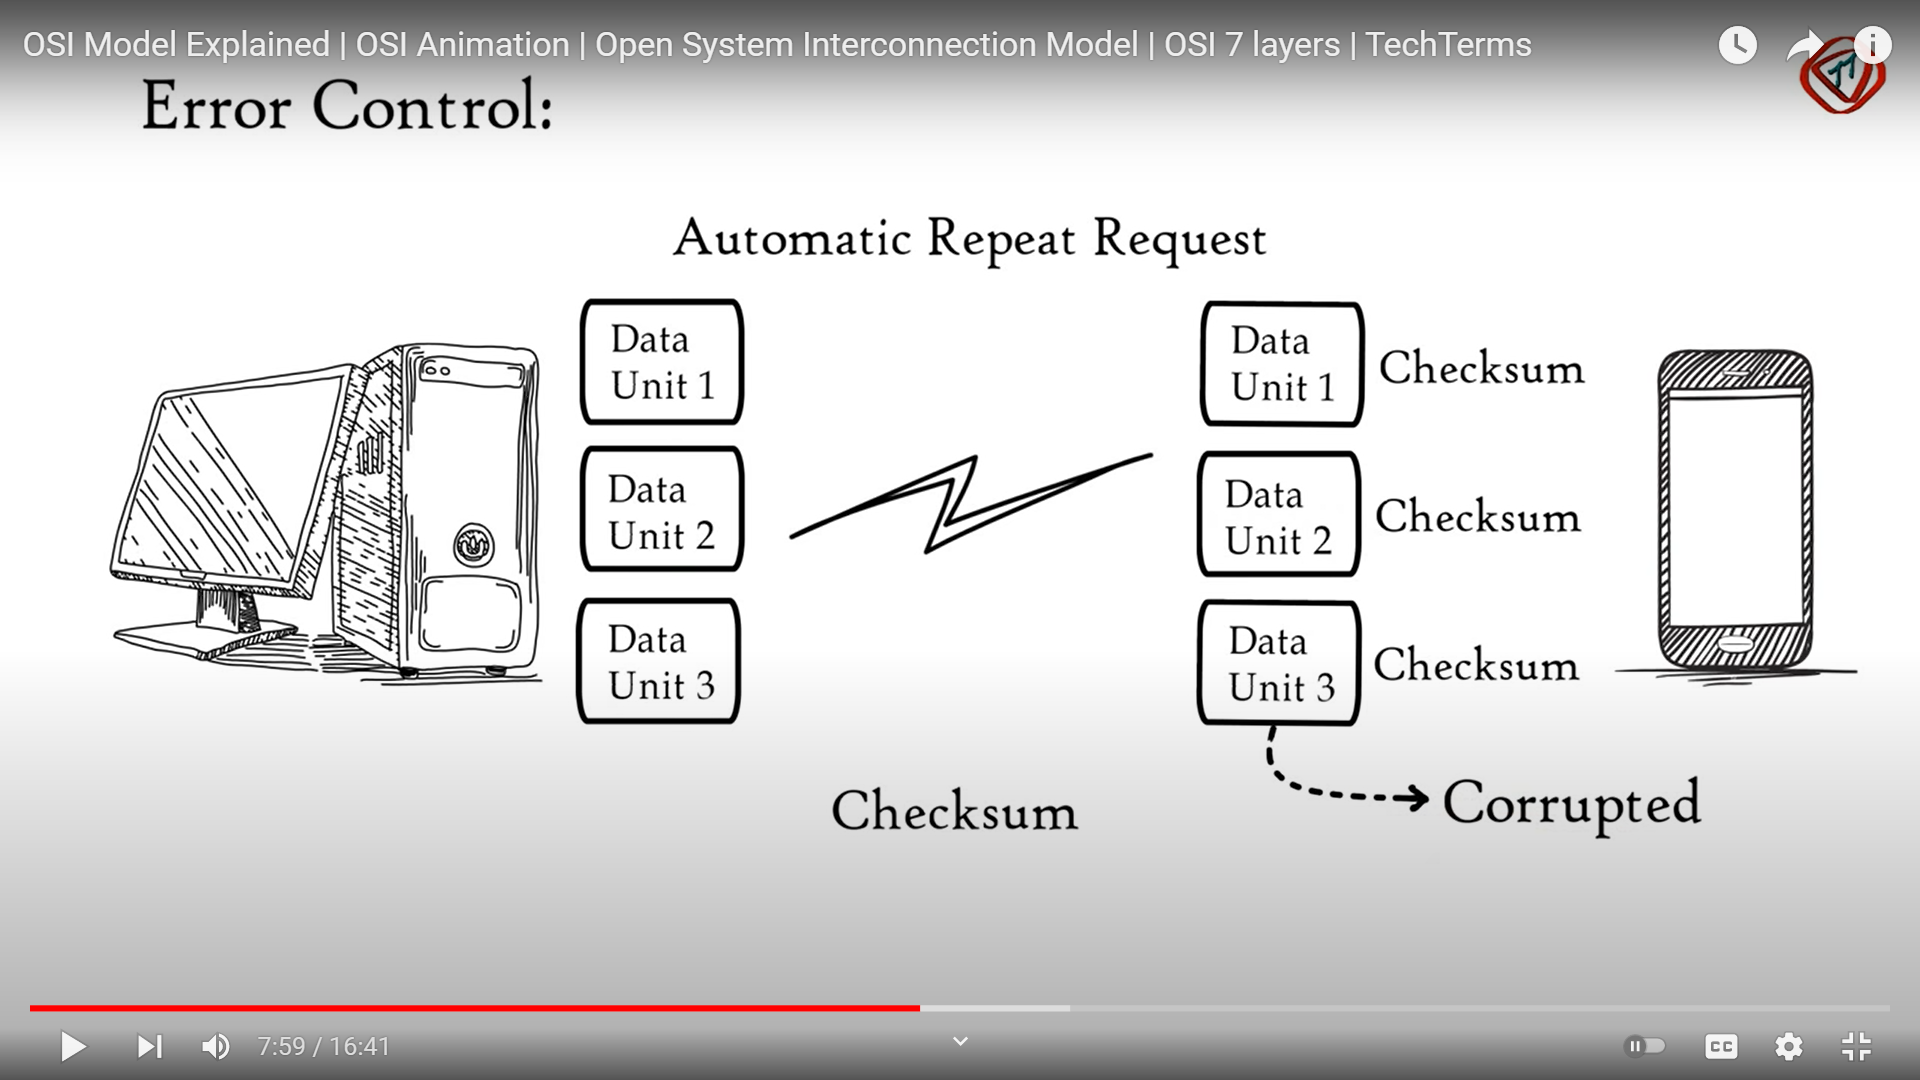 OSI Model Explained | OSI Animation | Open System Interconnection Model | OSI 7 layers | TechTerms
Error Control:
Automatic Repeat Request
Data
Unit 1
Data
Unit 2
Data
Unit 3
Data
Unit 1
Checksum
Data
Unit 2
Checksum
Data
Unit 3
Checksum
Checksum
Corrupted
7:59 / 16:41
CC